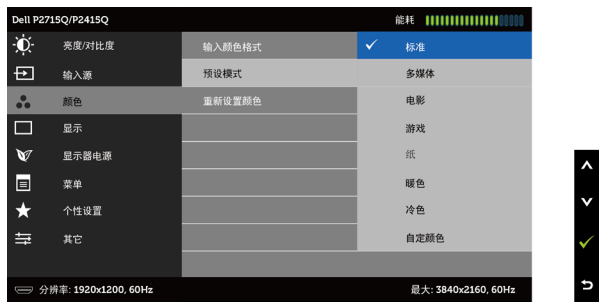 Dell P2715Q/P2415Q 能耗
亮度/对比度 输入颜色格式 标准
输入源 预设模式 多媒体
颜色 重新设置颜色 电影
显示 游戏
显示器电源 纸
菜单 暖色
个性设置 冷色
其它 自定颜色
分辨率: 1920x1200, 60Hz 最大: 3840x2160, 60Hz